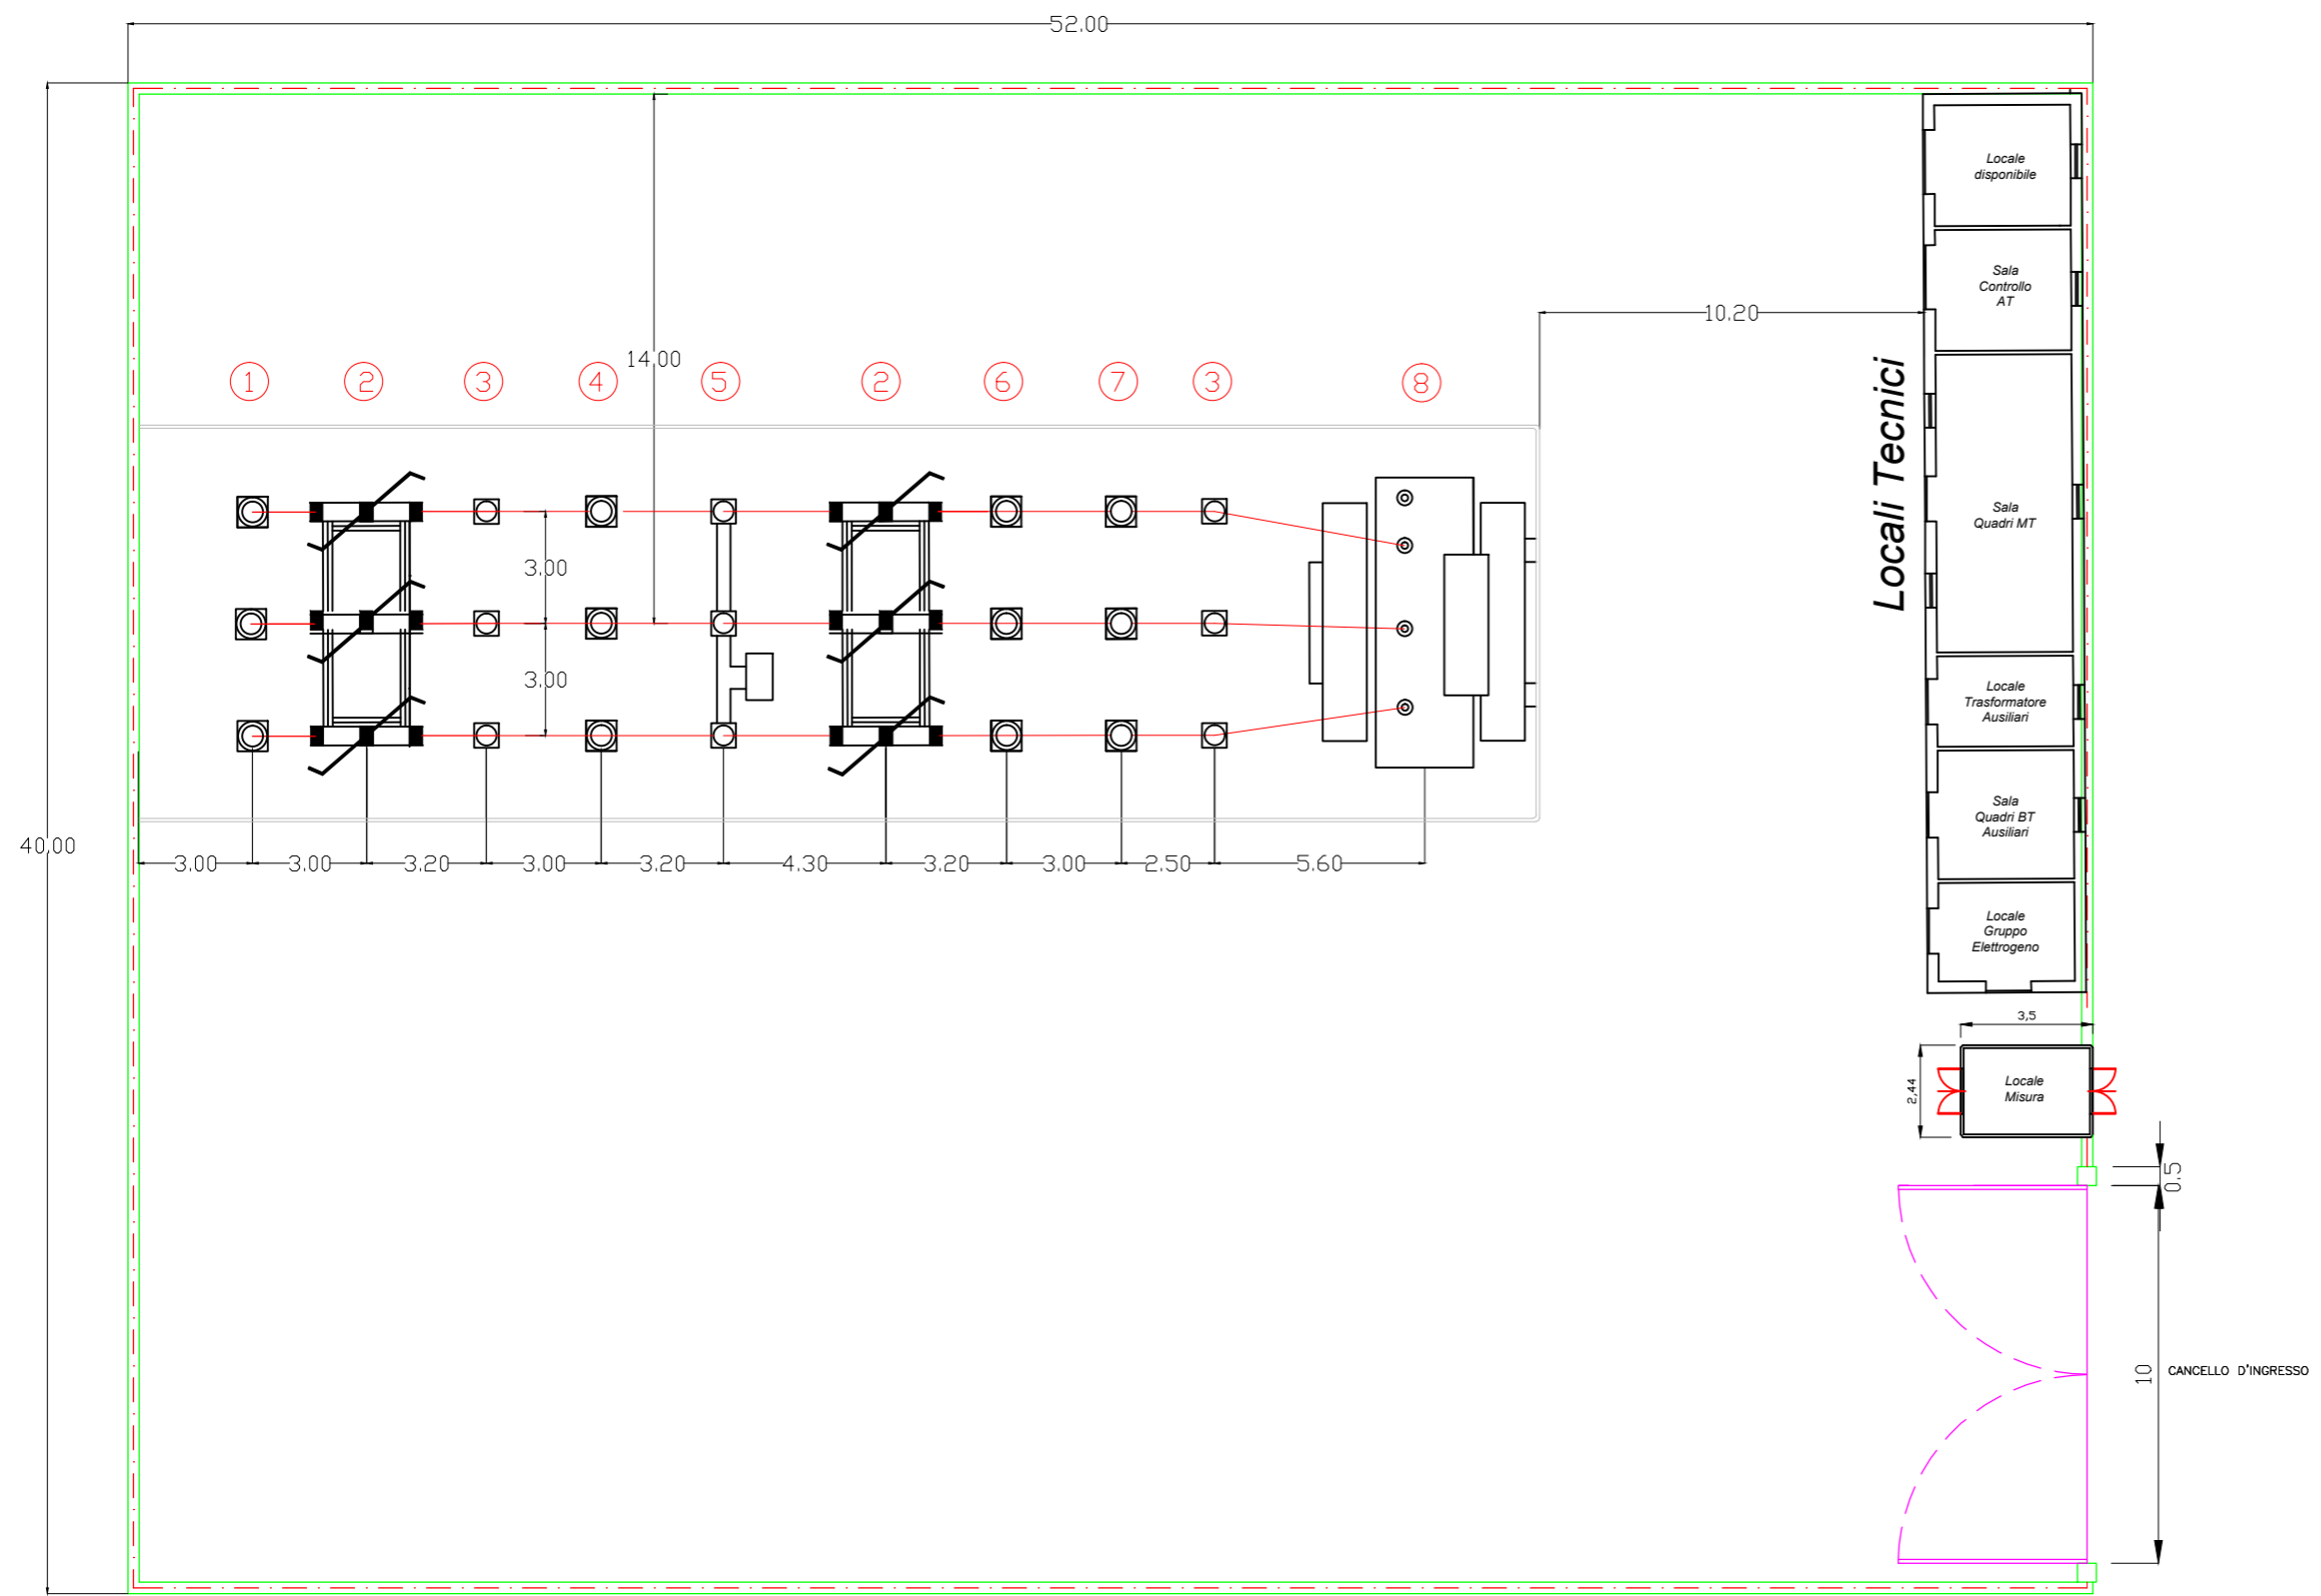 52.00
Locale
disponibile
Sala
Controllo
AT
10.20
14.00
1 2 3 4 5 2 6 7 3 8
Locali Tecnici
Sala
Quadri MT
3.00
3.00
Locale
Trasformatore
Ausiliari
Sala
Quadri BT
Ausiliari
40.00
3.00 3.00 3.20 3.00 3.20 4.30 3.20 3.00 2.50 5.60
Locale
Gruppo
Elettrogeno
3,5
2,44
Locale
Misura
0.5
10
CANCELLO D'INGRESSO